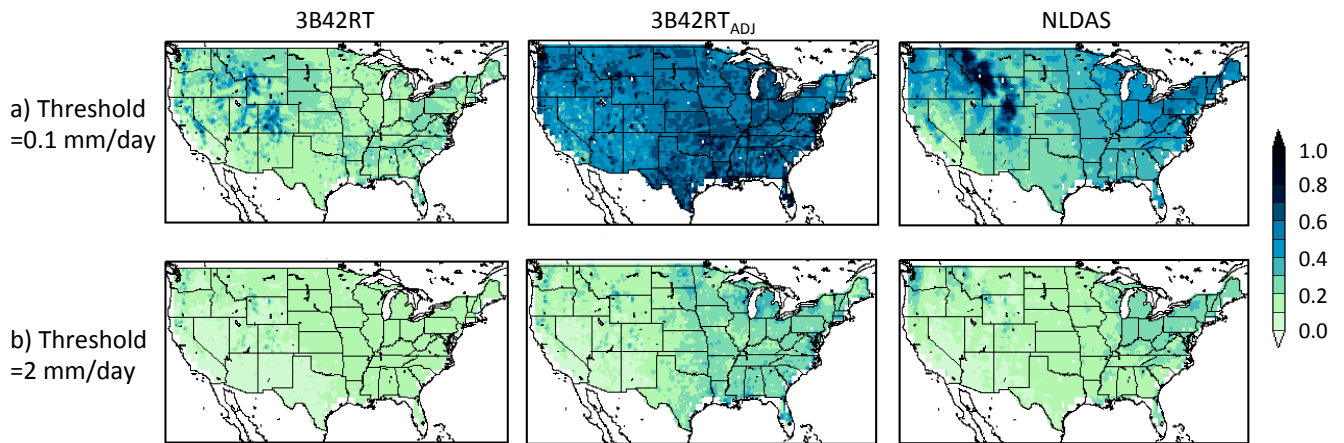 3B42RT
3B42RTADJ
NLDAS
a) Threshold
=0.1 mm/day
b) Threshold
=2 mm/day
1.0
0.8
0.6
0.4
0.2
0.0